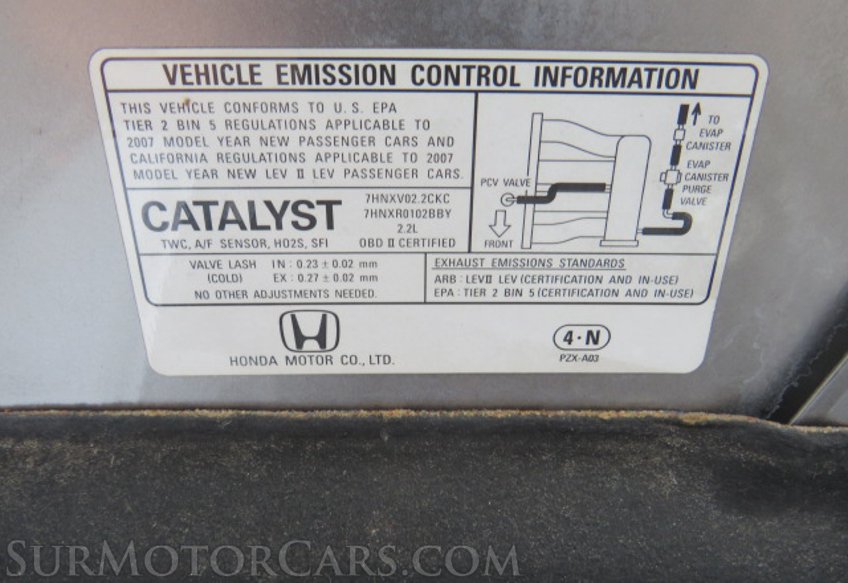 VEHICLE EMISSION CONTROL INFORMATION
THIS VEHICLE CONFORMS TO U.S. EPA
TIER 2 BIN 5 REGULATIONS APPLICABLE TO
2007 MODEL YEAR NEW PASSENGER CARS AND
CALIFORNIA REGULATIONS APPLICABLE TO 2007
MODEL YEAR NEW LEV II LEV PASSENGER CARS.
CATALYST
TWC, A/F SENSOR, HO2S, SFI
7HNXV02.2CKC
7HNXR0102BBY
2.2L
OBD II CERTIFIED
PCV VALVE
FRONT
TO
EVAP
CANISTER
EVAP
CANISTER
PURGE
VALVE
VALVE LASH IN : 0.23 ± 0.02 mm
(COLD) EX : 0.27 ± 0.02 mm
NO OTHER ADJUSTMENTS NEEDED.
EXHAUST EMISSIONS STANDARDS
ARB : LEVII LEV (CERTIFICATION AND IN-USE)
EPA : TIER 2 BIN 5 (CERTIFICATION AND IN-USE)
HONDA MOTOR CO., LTD.
4·N
PZX-A03
SurMotorCars.com